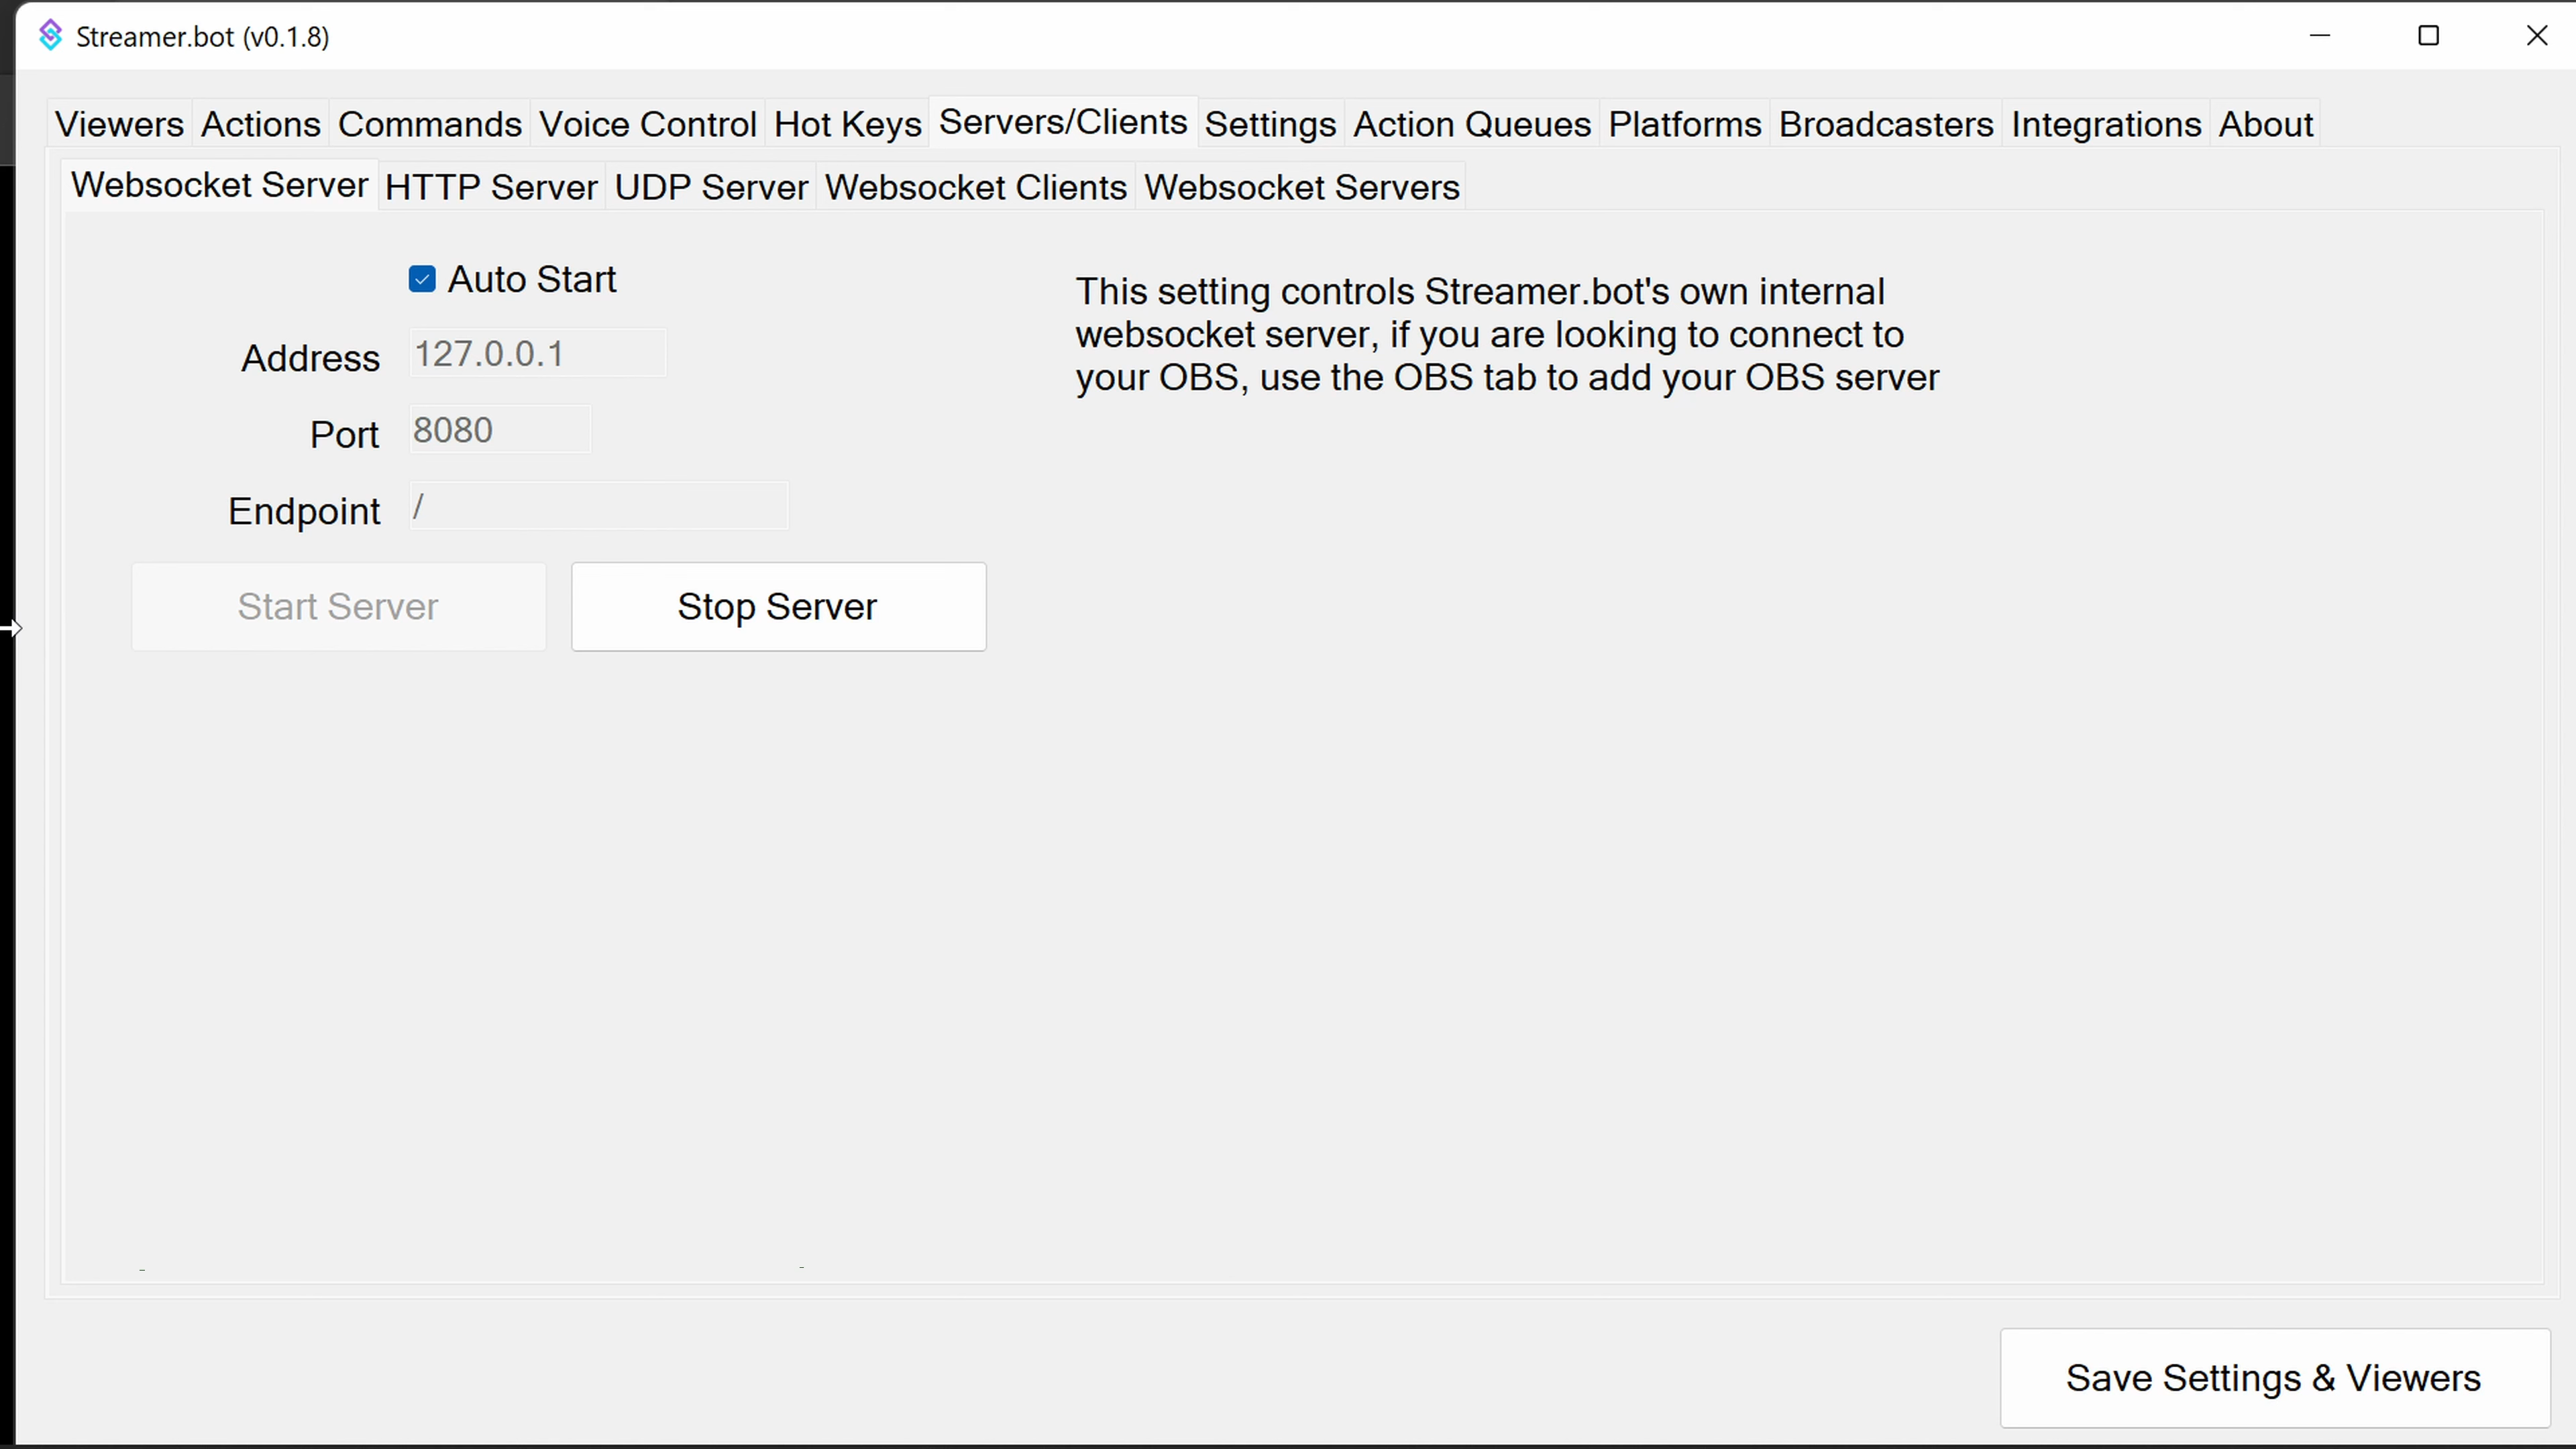 Streamer.bot (v0.1.8)
Viewers Actions Commands Voice Control Hot Keys Servers/Clients Settings Action Queues Platforms Broadcasters Integrations About
Websocket Server HTTP Server UDP Server Websocket Clients Websocket Servers
Auto Start
Address 127.0.0.1
Port 8080
Endpoint /
Start Server Stop Server
This setting controls Streamer.bot's own internal
websocket server, if you are looking to connect to
your OBS, use the OBS tab to add your OBS server
Save Settings & Viewers